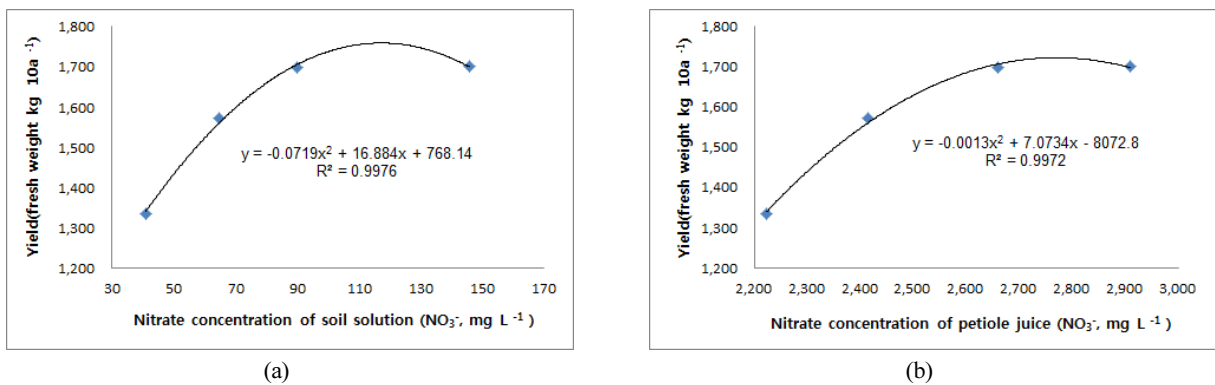 Yield(fresh weight kg 10a -1)
1,800
1,700
1,600
1,500
1,400
1,300
1,200
y = -0.0719x² + 16.884x + 768.14
R² = 0.9976
30 50 70 90 110 130 150 170
Nitrate concentration of soil solution (NO₃⁻, mg L -1 )
(a)
Yield(fresh weight kg 10a -1)
1,800
1,700
1,600
1,500
1,400
1,300
1,200
y = -0.0013x² + 7.0734x - 8072.8
R² = 0.9972
2,200 2,300 2,400 2,500 2,600 2,700 2,800 2,900 3,000
Nitrate concentration of petiole juice (NO₃⁻, mg L -1 )
(b)